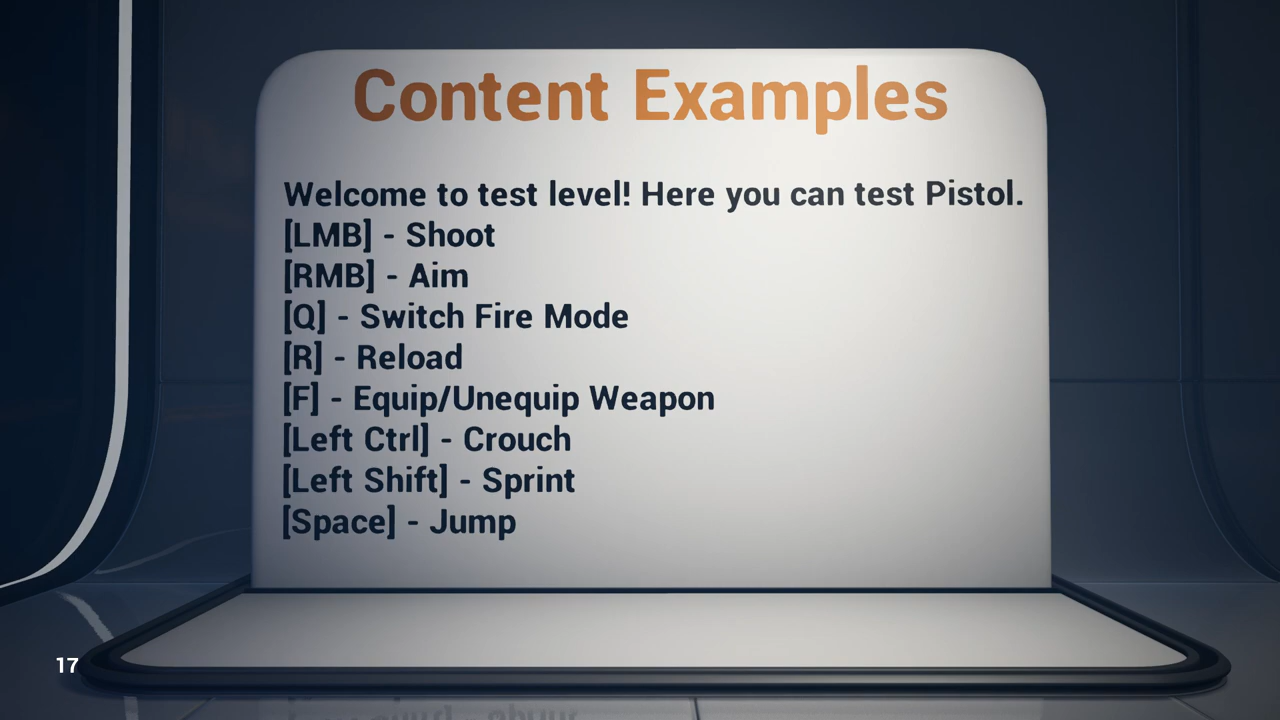 Content Examples
Welcome to test level! Here you can test Pistol.
[LMB] - Shoot
[RMB] - Aim
[Q] - Switch Fire Mode
[R] - Reload
[F] - Equip/Unequip Weapon
[Left Ctrl] - Crouch
[Left Shift] - Sprint
[Space] - Jump
17